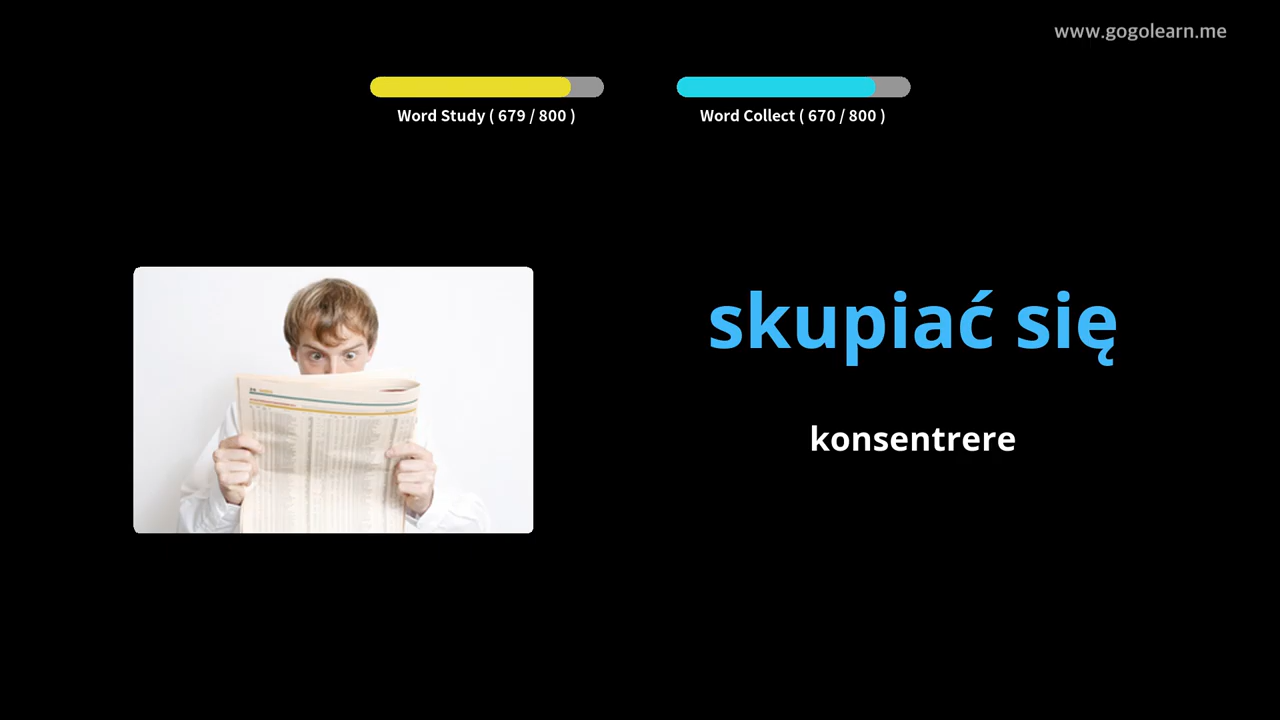 www.gogolearn.me
Word Study ( 679 / 800 )
Word Collect ( 670 / 800 )
skupiać się
konsentrere